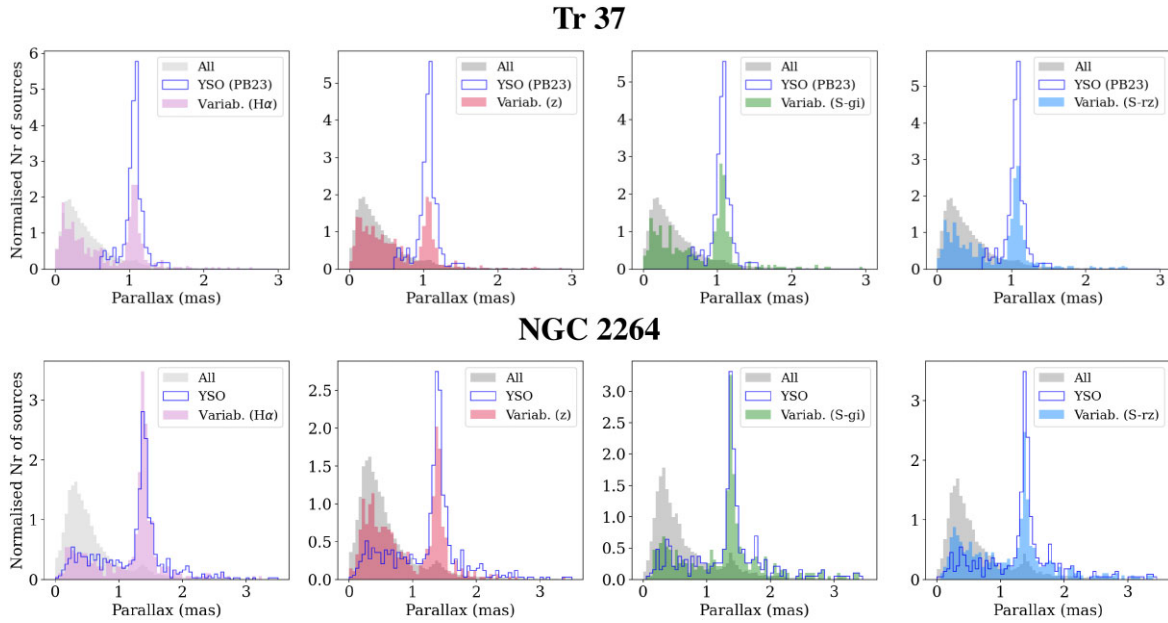 Tr 37
Normalised Nr of sources
6
5
4
3
2
1
0
All
YSO (PB23)
Variab. (Hα)
0 1 2 3
Parallax (mas)
5
4
3
2
1
0
All
YSO (PB23)
Variab. (z)
0 1 2 3
Parallax (mas)
5
4
3
2
1
0
All
YSO (PB23)
Variab. (S-gi)
0 1 2 3
Parallax (mas)
5
4
3
2
1
0
All
YSO (PB23)
Variab. (S-rz)
0 1 2 3
Parallax (mas)
NGC 2264
Normalised Nr of sources
3
2
1
0
All
YSO
Variab. (Hα)
0 1 2 3
Parallax (mas)
2.5
2.0
1.5
1.0
0.5
0.0
All
YSO
Variab. (z)
0 1 2 3
Parallax (mas)
3.0
2.5
2.0
1.5
1.0
0.5
0.0
All
YSO
Variab. (S-gi)
0 1 2 3
Parallax (mas)
3
2
1
0
All
YSO
Variab. (S-rz)
0 1 2 3
Parallax (mas)